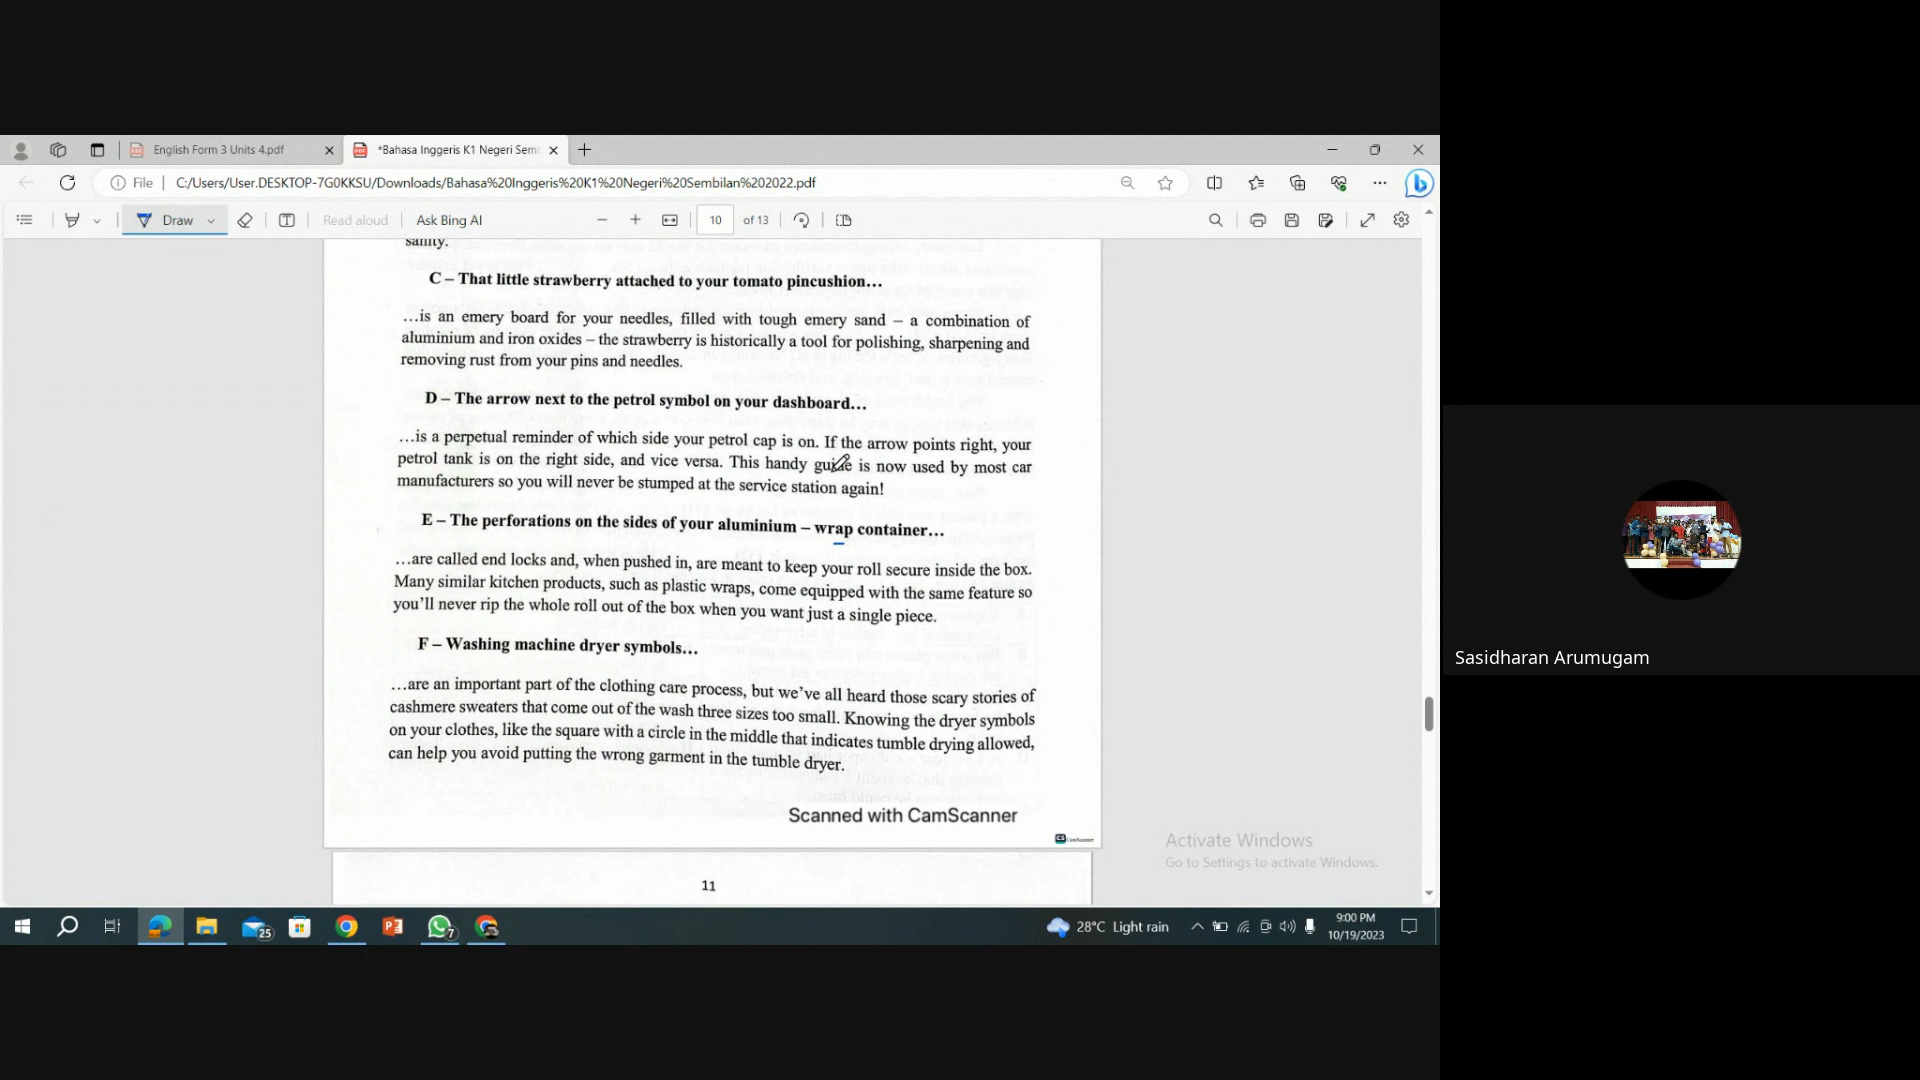 English Form 3 Units 4.pdf
*Bahasa Inggeris K1 Negeri Sem
File
C:/Users/User.DESKTOP-7G0KKSU/Downloads/Bahasa%20Inggeris%20K1%20Negeri%20Sembilan%202022.pdf
Draw
Read aloud
Ask Bing AI
10 of 13
sanity.
C – That little strawberry attached to your tomato pincushion…
…is an emery board for your needles, filled with tough emery sand – a combination of
aluminium and iron oxides – the strawberry is historically a tool for polishing, sharpening and
removing rust from your pins and needles.
D – The arrow next to the petrol symbol on your dashboard…
…is a perpetual reminder of which side your petrol cap is on. If the arrow points right, your
petrol tank is on the right side, and vice versa. This handy guide is now used by most car
manufacturers so you will never be stumped at the service station again!
E – The perforations on the sides of your aluminium – wrap container…
…are called end locks and, when pushed in, are meant to keep your roll secure inside the box.
Many similar kitchen products, such as plastic wraps, come equipped with the same feature so
you’ll never rip the whole roll out of the box when you want just a single piece.
F – Washing machine dryer symbols…
…are an important part of the clothing care process, but we’ve all heard those scary stories of
cashmere sweaters that come out of the wash three sizes too small. Knowing the dryer symbols
on your clothes, like the square with a circle in the middle that indicates tumble drying allowed,
can help you avoid putting the wrong garment in the tumble dryer.
Scanned with CamScanner
CS CamScanner
11
Activate Windows
Go to Settings to activate Windows.
Sasidharan Arumugam
25
7
28°C Light rain
9:00 PM
10/19/2023